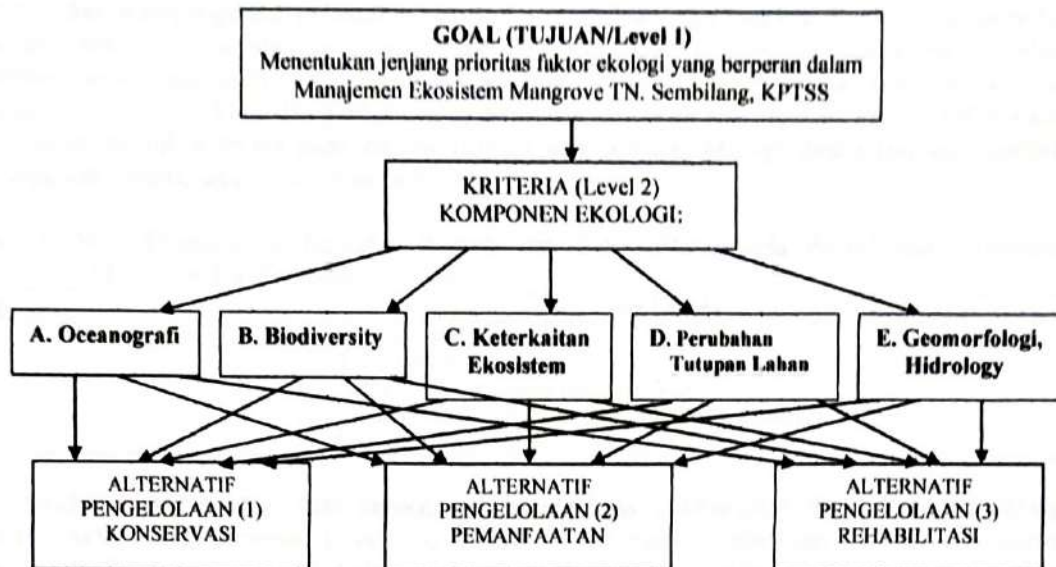 GOAL (TUJUAN/Level 1)
Menentukan jenjang prioritas faktor ekologi yang berperan dalam
Manajemen Ekosistem Mangrove TN. Sembilang, KPTSS
KRITERIA (Level 2)
KOMPONEN EKOLOGI:
A. Oceanografi
B. Biodiversity
C. Keterkaitan
Ekosistem
D. Perubahan
Tutupan Lahan
E. Geomorfologi,
Hidrology
ALTERNATIF
PENGELOLAAN (1)
KONSERVASI
ALTERNATIF
PENGELOLAAN (2)
PEMANFAATAN
ALTERNATIF
PENGELOLAAN (3)
REHABILITASI